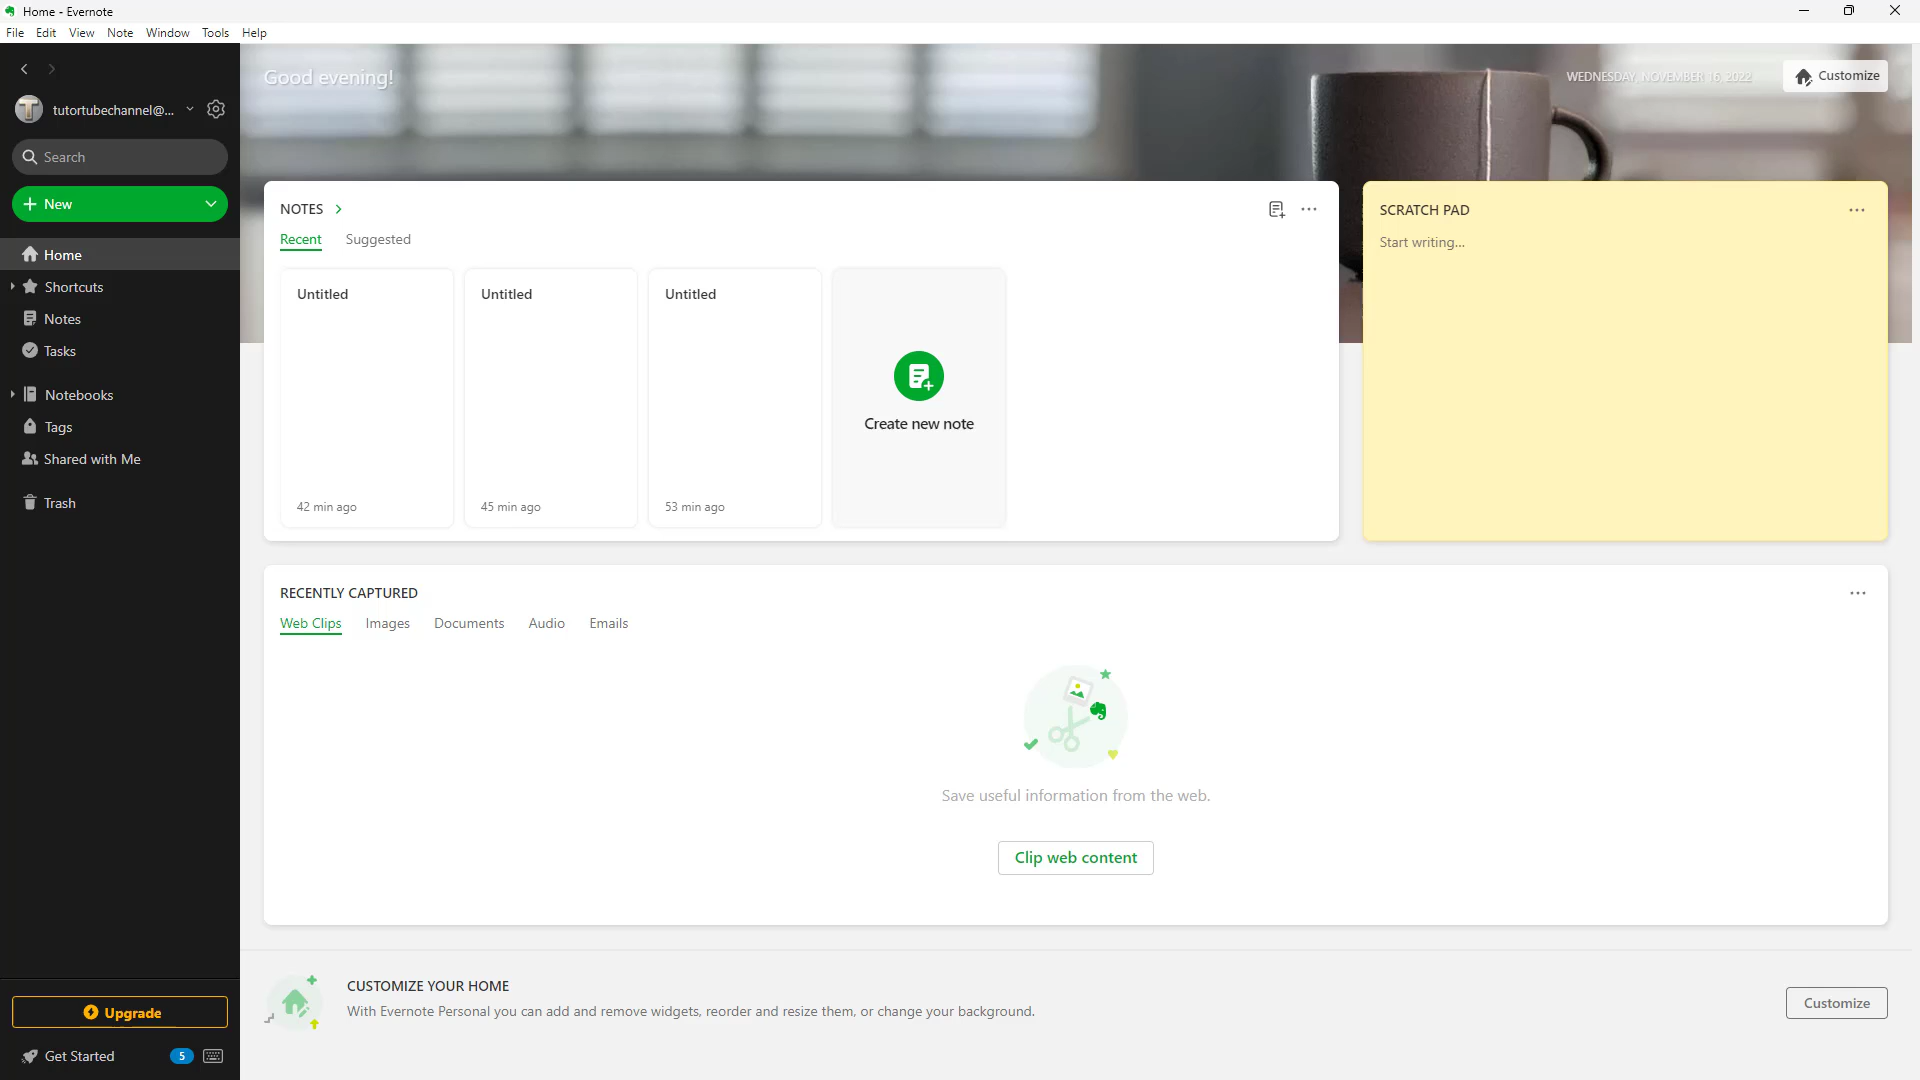 Home - Evernote
File Edit View Note Window Tools Help
tutortubechannel@...
Search
New
Home
Shortcuts
Notes
Tasks
Notebooks
Tags
Shared with Me
Trash
Upgrade
Get Started 5
Good evening!
WEDNESDAY, NOVEMBER 16, 2022
Customize
NOTES
Recent Suggested
Untitled
42 min ago
Untitled
45 min ago
Untitled
53 min ago
Create new note
SCRATCH PAD
Start writing...
RECENTLY CAPTURED
Web Clips Images Documents Audio Emails
Save useful information from the web.
Clip web content
CUSTOMIZE YOUR HOME
With Evernote Personal you can add and remove widgets, reorder and resize them, or change your background.
Customize